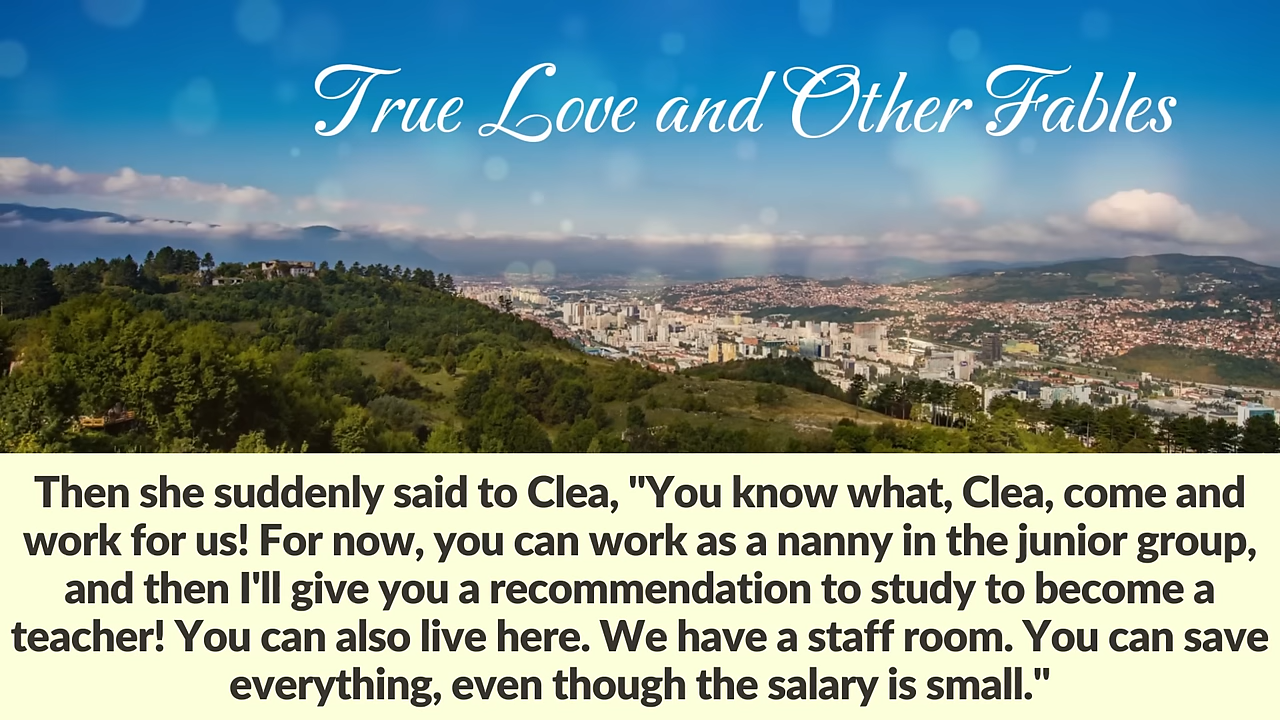 True Love and Other Fables
Then she suddenly said to Clea, "You know what, Clea, come and
work for us! For now, you can work as a nanny in the junior group,
and then I'll give you a recommendation to study to become a
teacher! You can also live here. We have a staff room. You can save
everything, even though the salary is small."